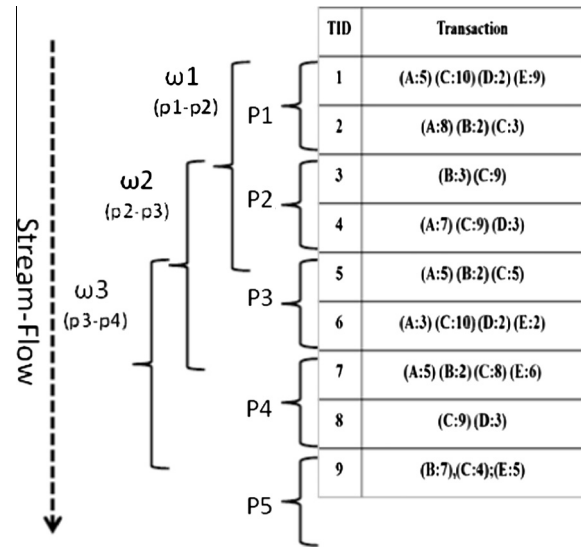 TID Transaction
ω1
(p1-p2)
P1
1 (A:5) (C:10) (D:2) (E:9)
2 (A:8) (B:2) (C:3)
ω2
(p2-p3)
P2
3 (B:3) (C:9)
4 (A:7) (C:9) (D:3)
ω3
(p3-p4)
P3
5 (A:5) (B:2) (C:5)
6 (A:3) (C:10) (D:2) (E:2)
P4
7 (A:5) (B:2) (C:8) (E:6)
8 (C:9) (D:3)
P5
9 (B:7),(C:4);(E:5)
Stream-Flow